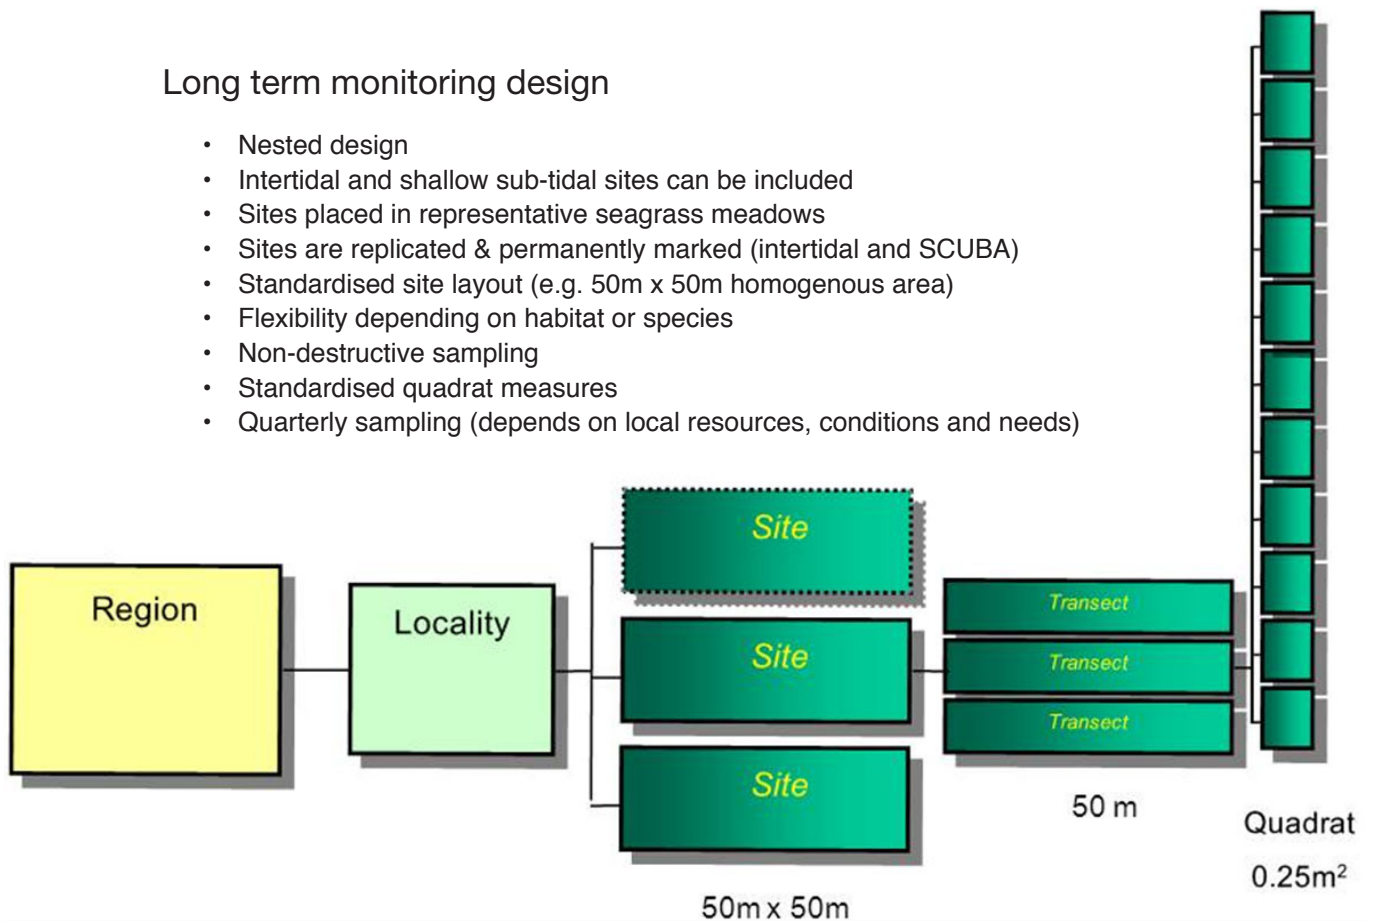 Long term monitoring design
• Nested design
• Intertidal and shallow sub-tidal sites can be included
• Sites placed in representative seagrass meadows
• Sites are replicated & permanently marked (intertidal and SCUBA)
• Standardised site layout (e.g. 50m x 50m homogenous area)
• Flexibility depending on habitat or species
• Non-destructive sampling
• Standardised quadrat measures
• Quarterly sampling (depends on local resources, conditions and needs)
Region
Locality
Site
Site
Site
50m x 50m
Transect
Transect
Transect
50 m
Quadrat
0.25m²